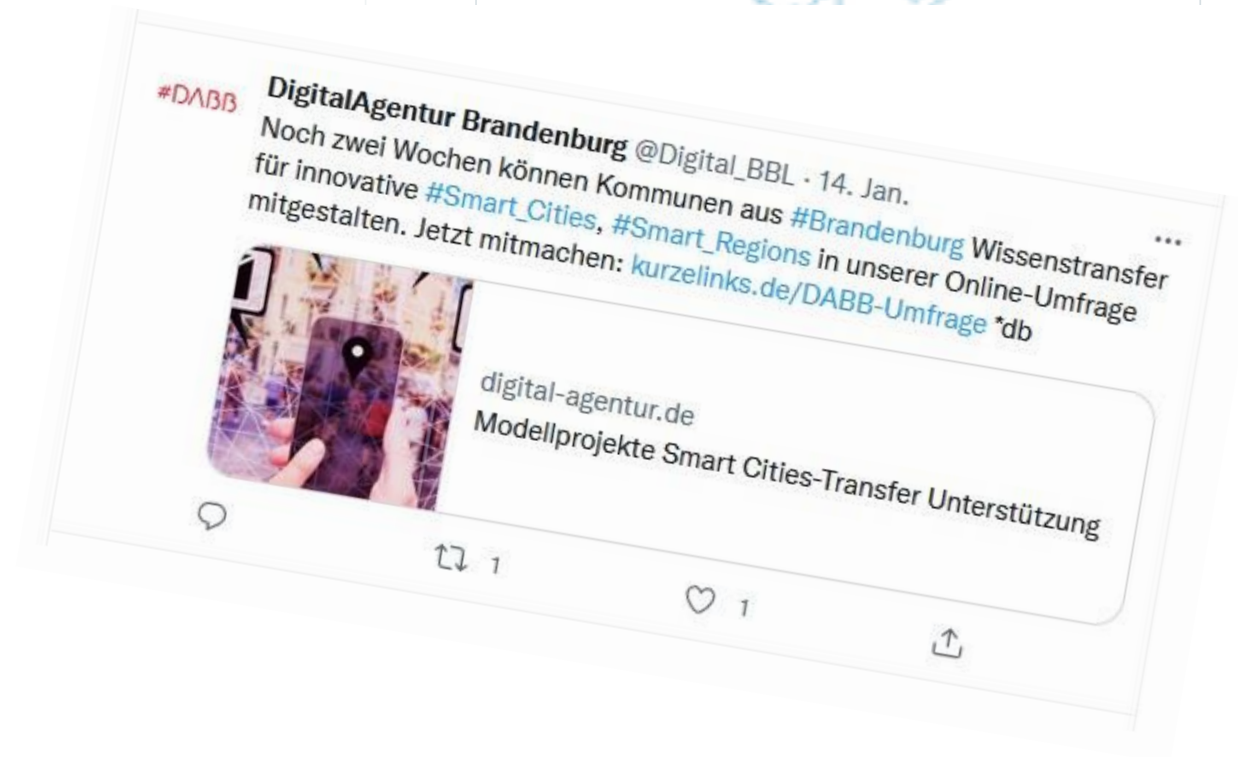 #DABB
DigitalAgentur Brandenburg @Digital_BBL · 14. Jan.
Noch zwei Wochen können Kommunen aus #Brandenburg Wissenstransfer
für innovative #Smart_Cities, #Smart_Regions in unserer Online-Umfrage
mitgestalten. Jetzt mitmachen: kurzelinks.de/DABB-Umfrage *db
digital-agentur.de
Modellprojekte Smart Cities-Transfer Unterstützung
1 1